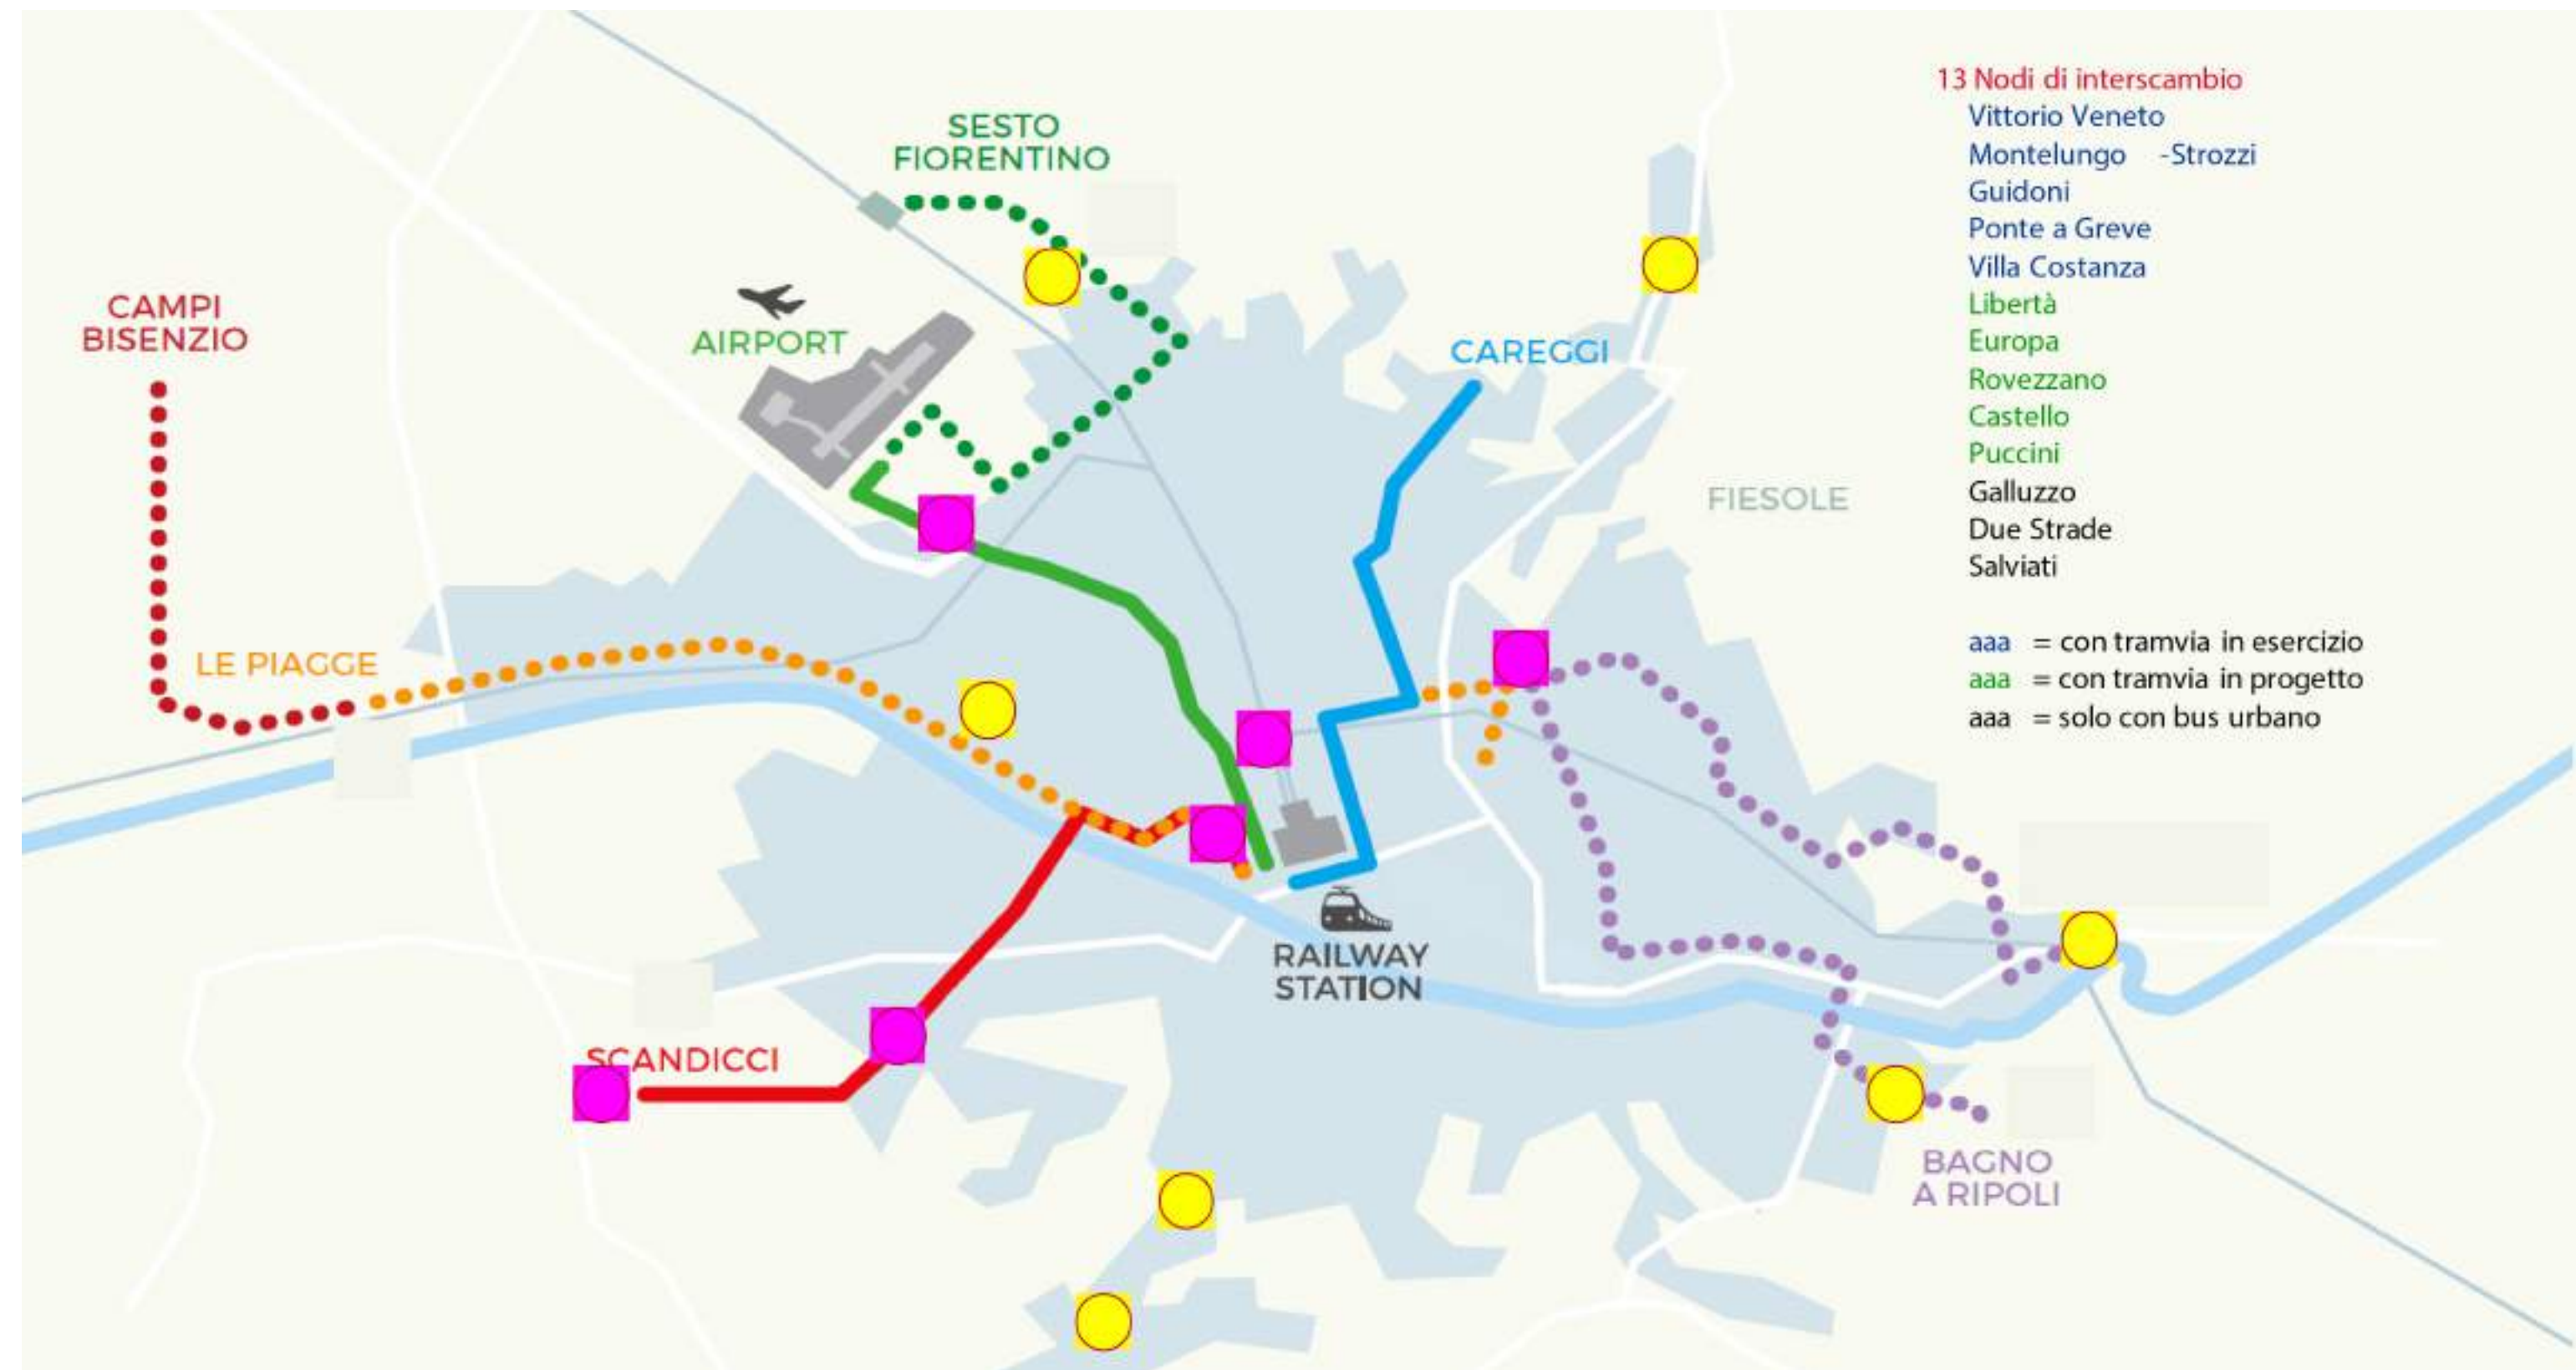 SESTO
FIORENTINO
CAMPI
BISENZIO
AIRPORT
CAREGGI
FIESOLE
LE PIAGGE
RAILWAY
STATION
SCANDICCI
BAGNO
A RIPOLI
13 Nodi di interscambio
Vittorio Veneto
Montelungo -Strozzi
Guidoni
Ponte a Greve
Villa Costanza
Libertà
Europa
Rovezzano
Castello
Puccini
Galluzzo
Due Strade
Salviati
aaa = con tramvia in esercizio
aaa = con tramvia in progetto
aaa = solo con bus urbano